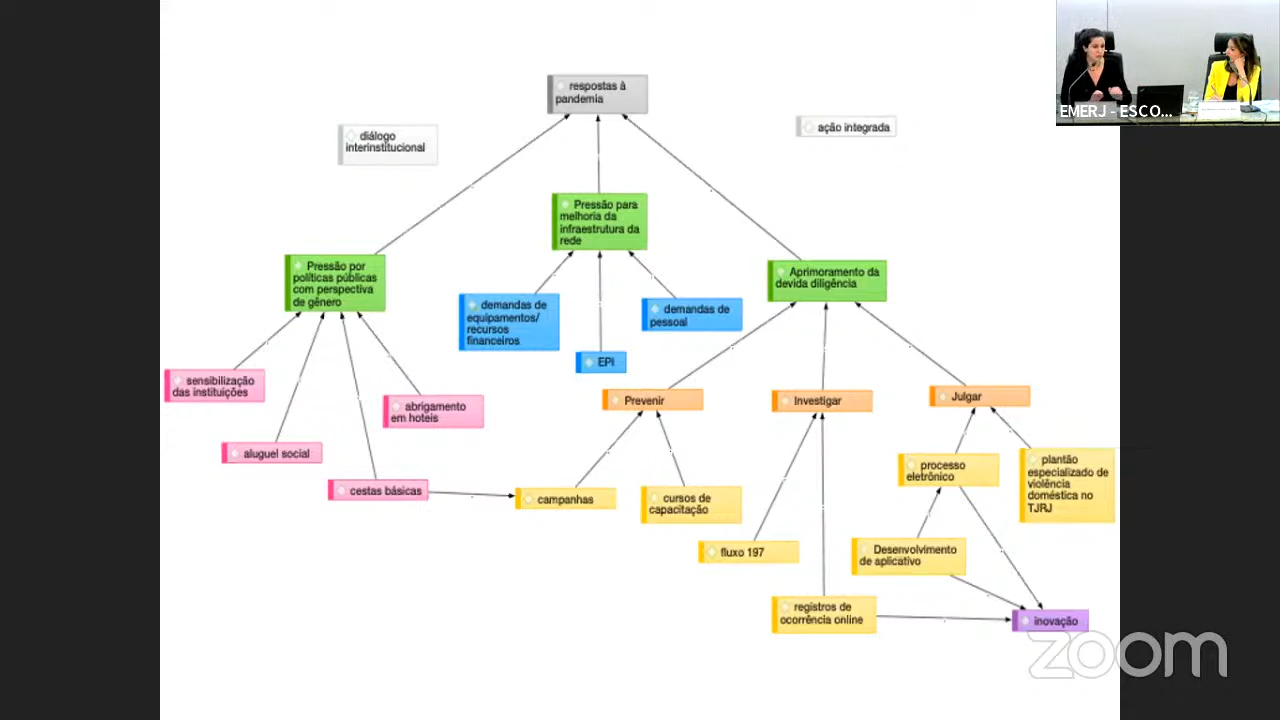 respostas à
pandemia
diálogo
interinstitucional
ação integrada
EMERJ - ESCO...
Pressão para
melhoria da
infraestrutura da
rede
Pressão por
políticas públicas
com perspectiva
de gênero
Aprimoramento da
devida diligência
demandas de
equipamentos/
recursos
financeiros
demandas de
pessoal
EPI
sensibilização
das instituições
abrigamento
em hoteis
Prevenir
Investigar
Julgar
aluguel social
cestas básicas
campanhas
cursos de
capacitação
processo
eletrônico
plantão
especializado de
violência
doméstica no
TJRJ
fluxo 197
Desenvolvimento
de aplicativo
registros de
ocorrência online
inovação
zoom